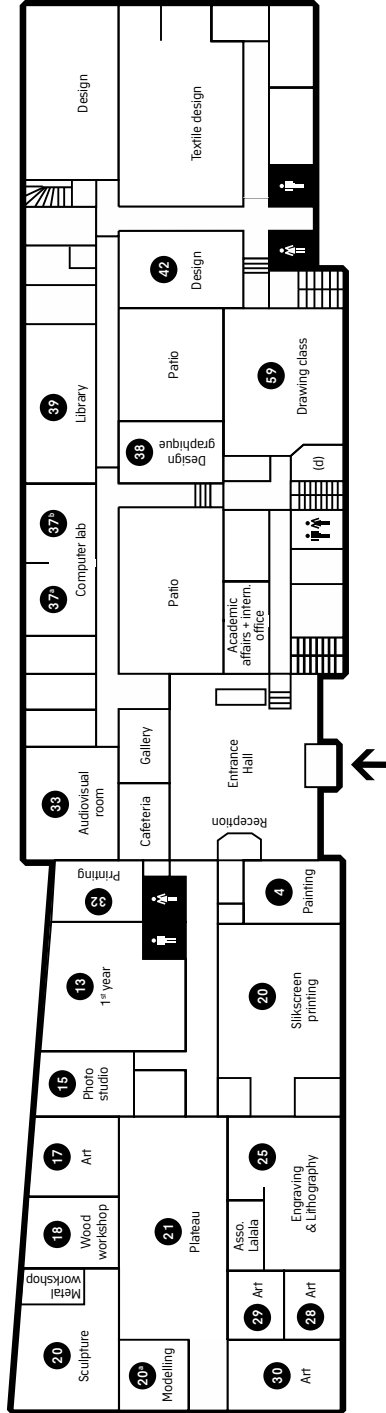 Design
Textile design
42
Design
39
Library
Patio
59
Drawing class
38
Design
graphique
(d)
37ᵇ
37ᵃ
Computer lab
Patio
Academic
affairs + intern.
office
33
Audiovisual
room
Gallery
Cafeteria
Entrance
Hall
Reception
32
Printing
4
Painting
13
1ˢᵗ year
20
Slikscreen
printing
15
Photo
studio
17
Art
25
Engraving
& Lithography
21
Plateau
18
Wood
workshop
Asso.
Lalala
Metal
workshop
20
Sculpture
29
Art
28
Art
20ᵃ
Modelling
30
Art